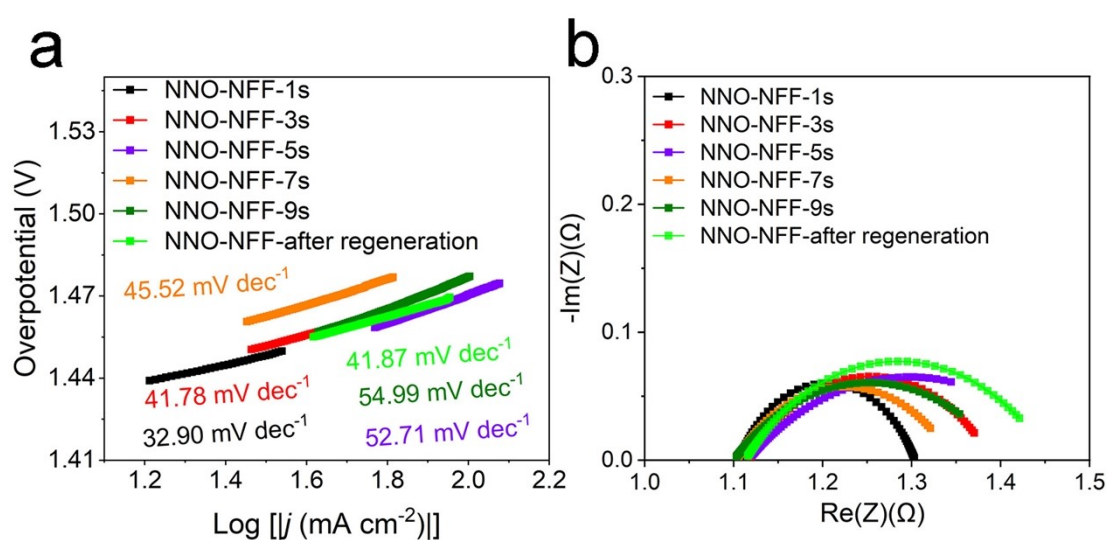 a
NNO-NFF-1s
NNO-NFF-3s
NNO-NFF-5s
NNO-NFF-7s
NNO-NFF-9s
NNO-NFF-after regeneration
45.52 mV dec⁻¹
41.87 mV dec⁻¹
41.78 mV dec⁻¹
54.99 mV dec⁻¹
32.90 mV dec⁻¹
52.71 mV dec⁻¹
Overpotential (V)
1.53
1.50
1.47
1.44
1.41
1.2 1.4 1.6 1.8 2.0 2.2
Log [|j (mA cm⁻²)|]
b
NNO-NFF-1s
NNO-NFF-3s
NNO-NFF-5s
NNO-NFF-7s
NNO-NFF-9s
NNO-NFF-after regeneration
-Im(Z)(Ω)
0.3
0.2
0.1
0.0
1.0 1.1 1.2 1.3 1.4 1.5
Re(Z)(Ω)